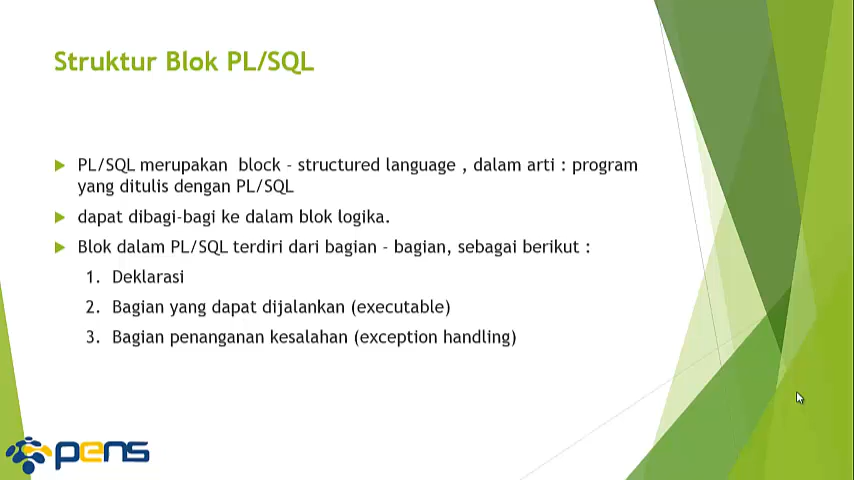 Struktur Blok PL/SQL
PL/SQL merupakan block - structured language , dalam arti : program
yang ditulis dengan PL/SQL
dapat dibagi-bagi ke dalam blok logika.
Blok dalam PL/SQL terdiri dari bagian - bagian, sebagai berikut :
1. Deklarasi
2. Bagian yang dapat dijalankan (executable)
3. Bagian penanganan kesalahan (exception handling)
pens